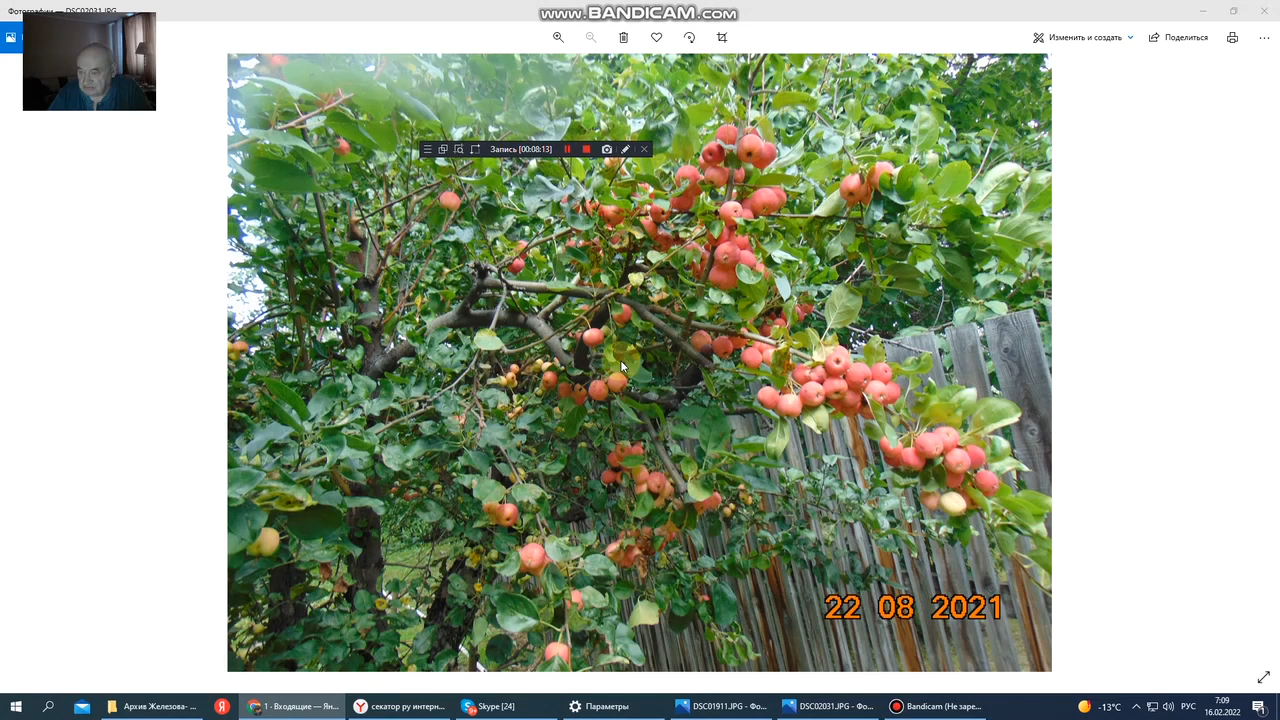 Фотографии — DSC02031.JPG
www.BANDICAM.com
Изменить и создать
Поделиться
Запись [00:08:13]
22 08 2021
Архив Железова- ...
1 - Входящие — Ян...
секатор ру интерн...
Skype [24]
Параметры
DSC01911.JPG - Фо...
DSC02031.JPG - Фо...
Bandicam (Не заре...
-13°C
РУС
7:09
16.02.2022